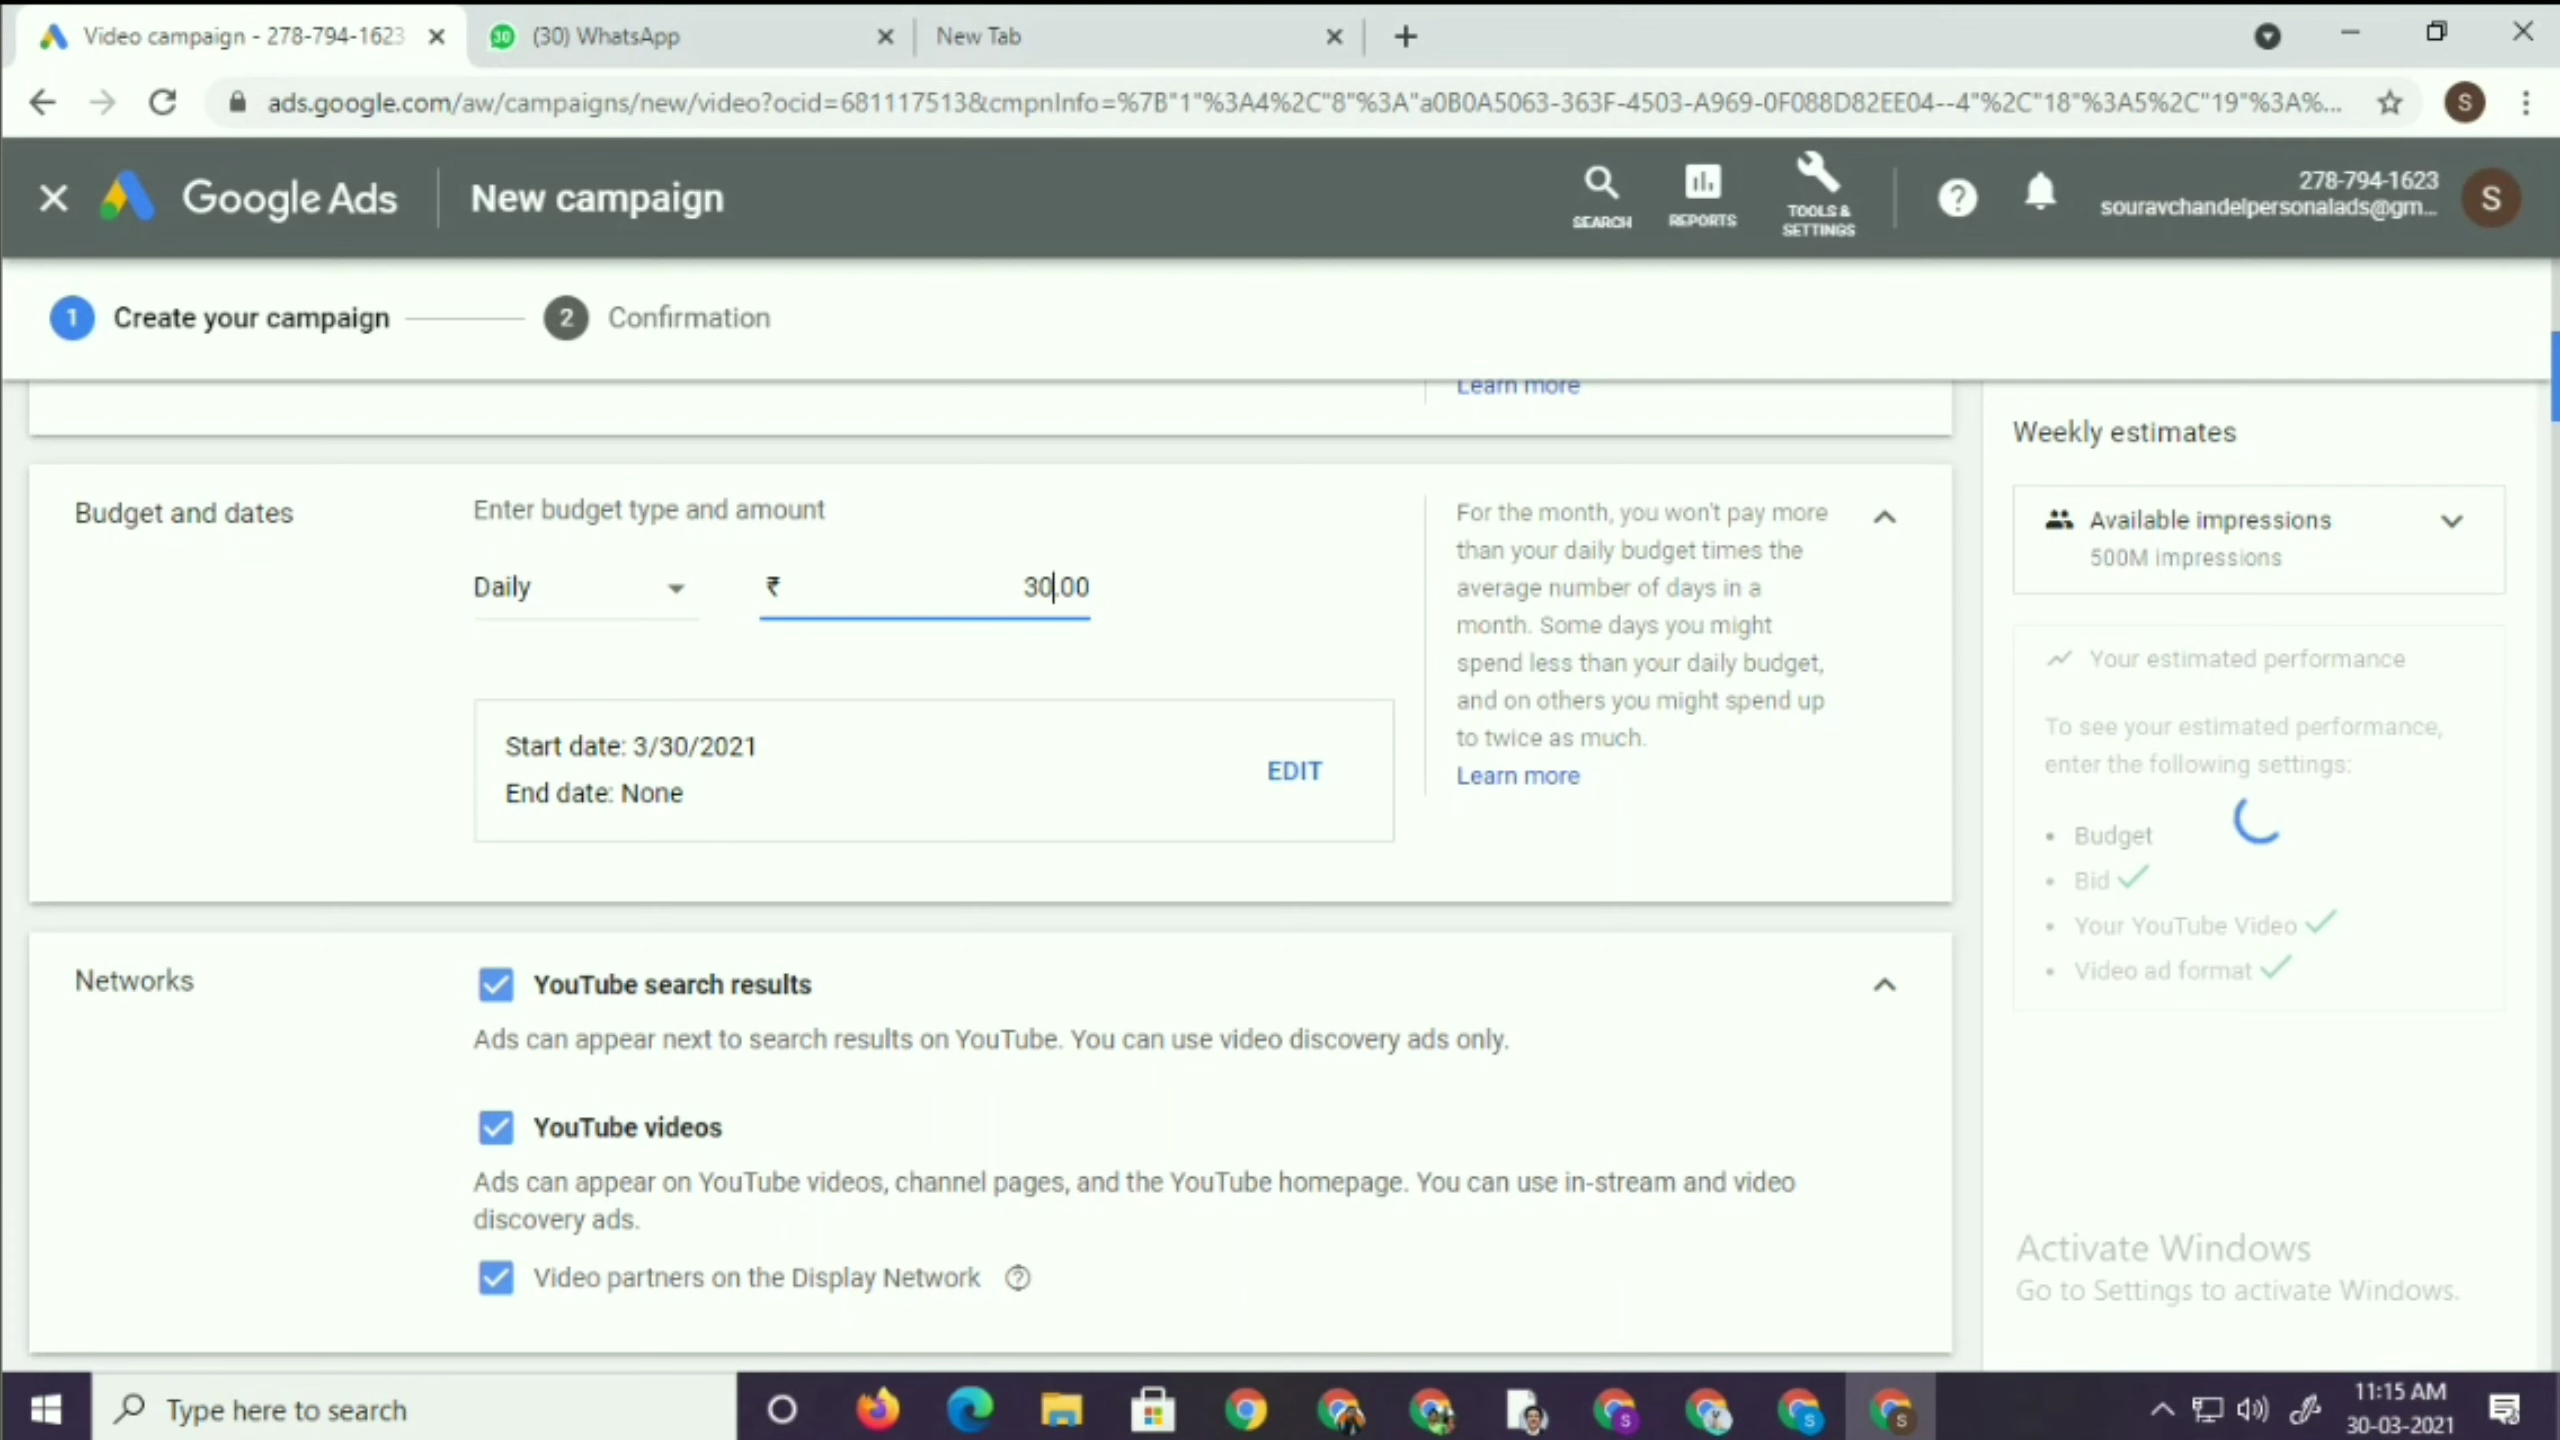 Video campaign - 278-794-1623
30
(30) WhatsApp
New Tab
ads.google.com/aw/campaigns/new/video?ocid=681117513&cmpnInfo=%7B"1"%3A4%2C"8"%3A"a0B0A5063-363F-4503-A969-0F088D82EE04--4"%2C"18"%3A5%2C"19"%3A%...
S
Google Ads
New campaign
SEARCH
REPORTS
TOOLS &
SETTINGS
278-794-1623
souravchandelpersonalads@gm...
S
1 Create your campaign
2 Confirmation
Learn more
Budget and dates
Enter budget type and amount
Daily
₹ 30.00
Start date: 3/30/2021
End date: None
EDIT
For the month, you won't pay more
than your daily budget times the
average number of days in a
month. Some days you might
spend less than your daily budget,
and on others you might spend up
to twice as much.
Learn more
Networks
YouTube search results
Ads can appear next to search results on YouTube. You can use video discovery ads only.
YouTube videos
Ads can appear on YouTube videos, channel pages, and the YouTube homepage. You can use in-stream and video
discovery ads.
Video partners on the Display Network
Weekly estimates
Available impressions
500M impressions
Your estimated performance
To see your estimated performance,
enter the following settings:
• Budget
• Bid
• Your YouTube Video
• Video ad format
Activate Windows
Go to Settings to activate Windows.
Type here to search
S
S
S
11:15 AM
30-03-2021